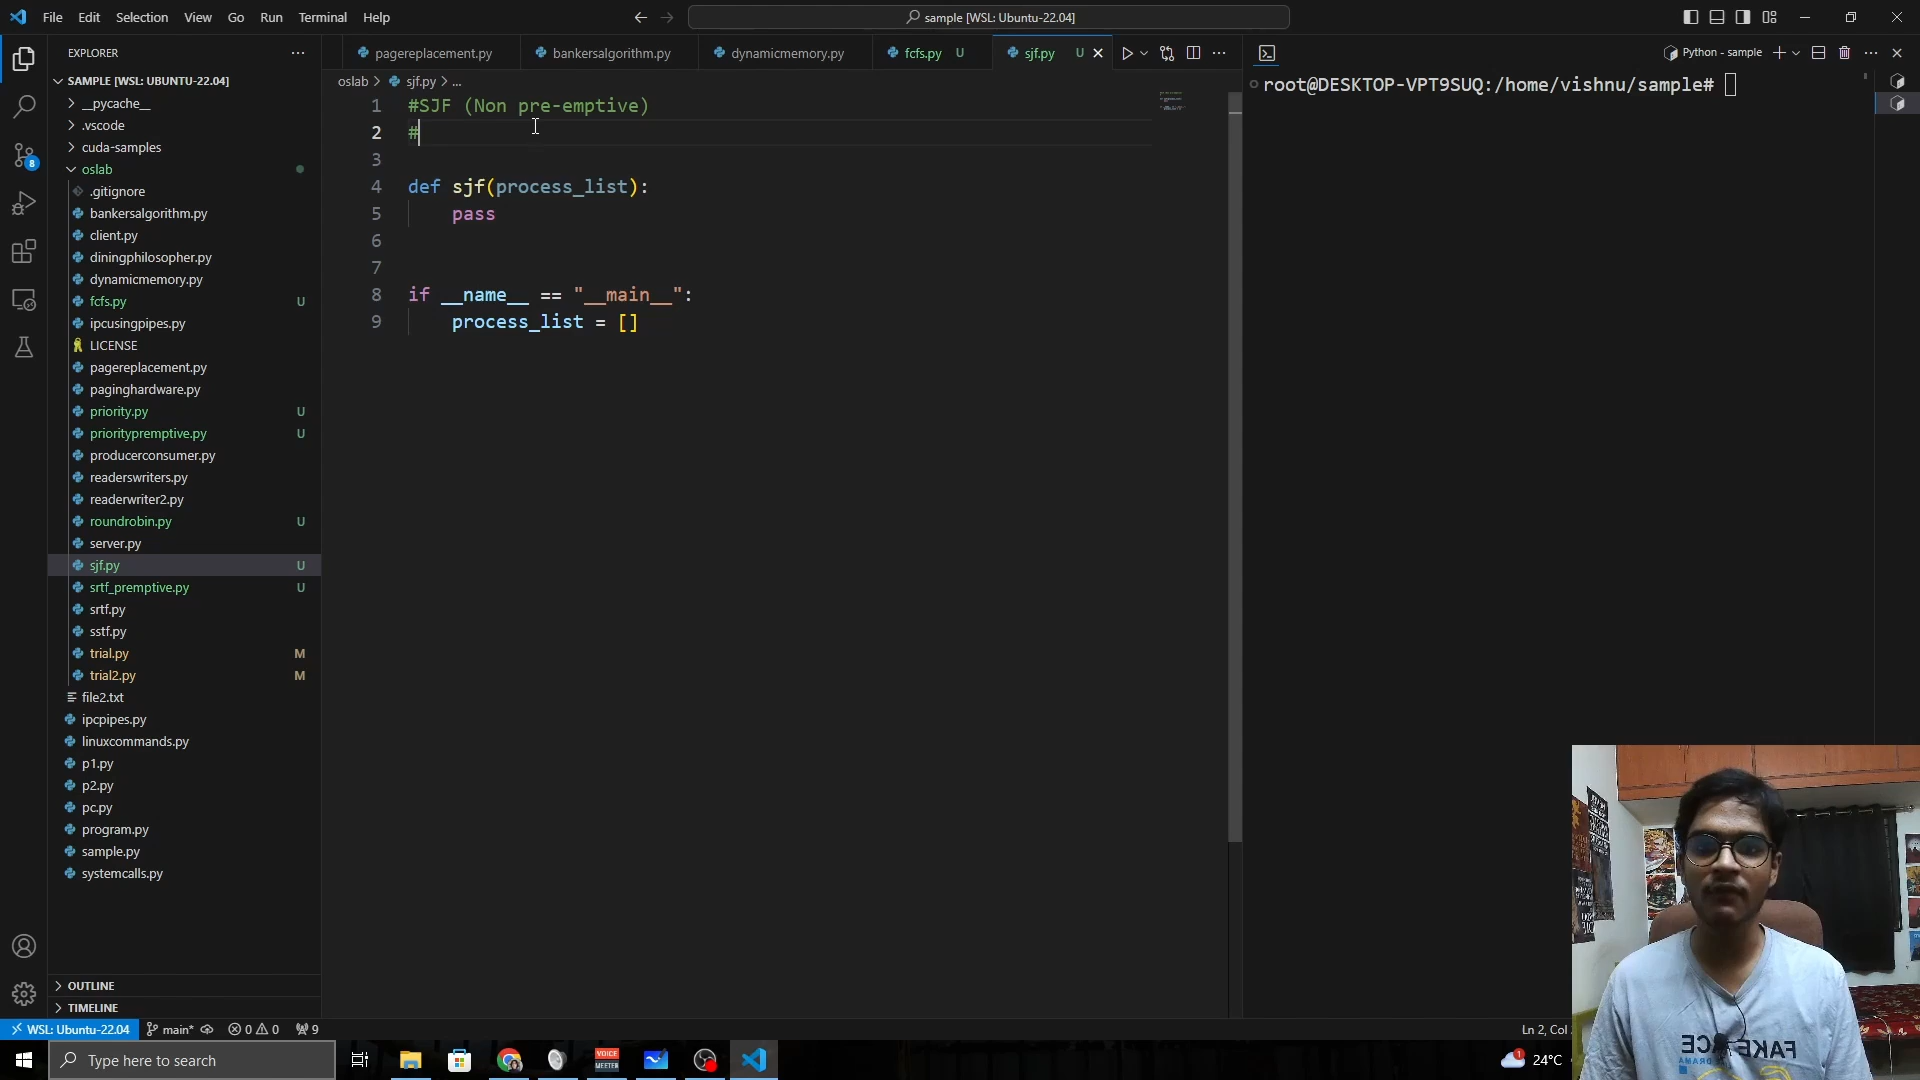 File Edit Selection View Go Run Terminal Help
sample [WSL: Ubuntu-22.04]
EXPLORER
SAMPLE [WSL: UBUNTU-22.04]
__pycache__
.vscode
cuda-samples
oslab
.gitignore
bankersalgorithm.py
client.py
diningphilosopher.py
dynamicmemory.py
fcfs.py U
ipcusingpipes.py
LICENSE
pagereplacement.py
paginghardware.py
priority.py U
prioritypremptive.py U
producerconsumer.py
readerswriters.py
readerwriter2.py
roundrobin.py U
server.py
sjf.py U
srtf_premptive.py U
srtf.py
sstf.py
trial.py M
trial2.py M
file2.txt
ipcpipes.py
linuxcommands.py
p1.py
p2.py
pc.py
program.py
sample.py
systemcalls.py
OUTLINE
TIMELINE
8
pagereplacement.py bankersalgorithm.py dynamicmemory.py fcfs.py U sjf.py U
oslab > sjf.py > ...
1 #SJF (Non pre-emptive)
2 #
3
4 def sjf(process_list):
5 pass
6
7
8 if __name__ == "__main__":
9 process_list = []
Python - sample
root@DESKTOP-VPT9SUQ:/home/vishnu/sample#
WSL: Ubuntu-22.04 main* 0 0 9
Ln 2, Col
Type here to search
VOICE
MEETER
1
24°C